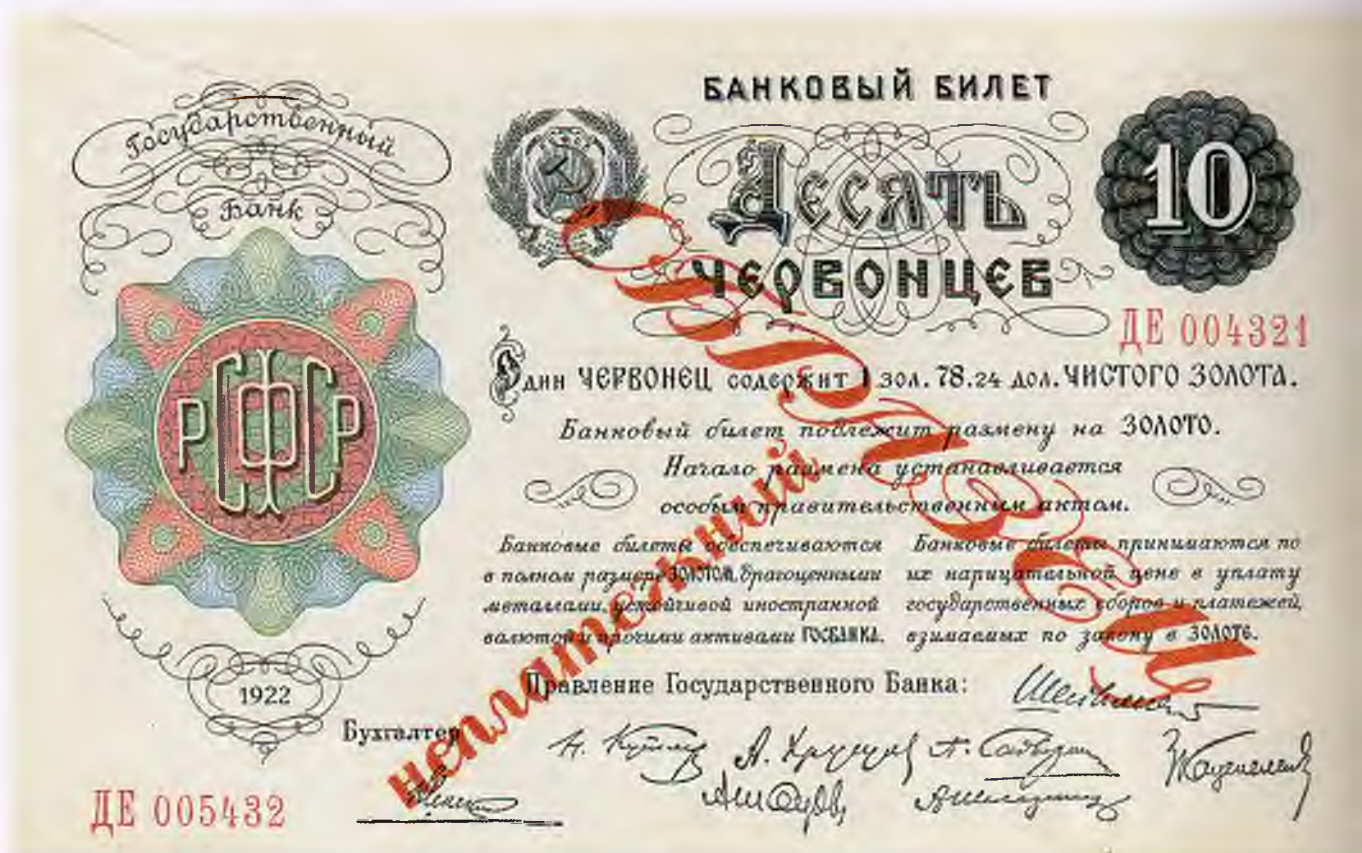 Государственный
Банк
РСФСР
1922
БАНКОВЫЙ БИЛЕТ
ДЕСЯТЬ
ЧЕРВОНЦЕВ
10
ДЕ 004321
Один ЧЕРВОНЕЦ содержит 1 зол. 78.24 дол. ЧИСТОГО ЗОЛОТА.
Банковый билет подлежит размену на ЗОЛОТО.
Начало размена устанавливается
особым правительственным актом.
Банковые билеты обеспечиваются
в полном размере ЗОЛОТОМ, драгоценными
металлами, устойчивой иностранной
валютой и прочими активами ГОСБАНКА.
Банковые билеты принимаются по
их нарицательной цене в уплату
государственных сборов и платежей,
взимаемых по закону в ЗОЛОТЕ.
Правление Государственного Банка:
Бухгалтер
ДЕ 005432
Образец
неплатежный